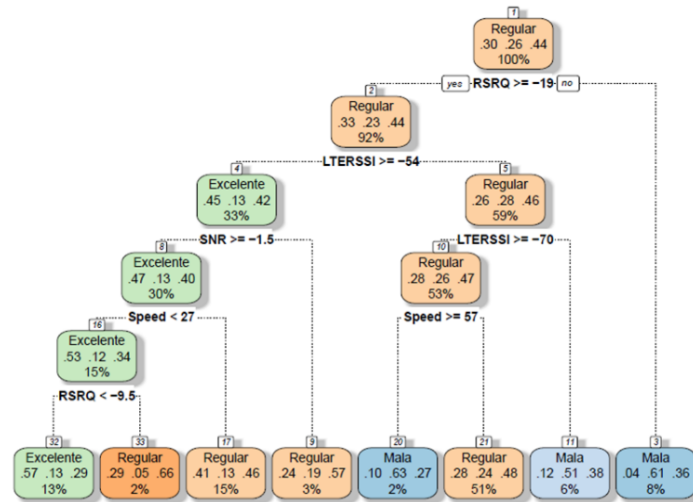 1
Regular
.30 .26 .44
100%
yes RSRQ >= −19 no
2
Regular
.33 .23 .44
92%
LTERSSI >= −54
4
Excelente
.45 .13 .42
33%
5
Regular
.26 .28 .46
59%
SNR >= −1.5
LTERSSI >= −70
8
Excelente
.47 .13 .40
30%
10
Regular
.28 .26 .47
53%
Speed < 27
Speed >= 57
16
Excelente
.53 .12 .34
15%
RSRQ < −9.5
32
Excelente
.57 .13 .29
13%
33
Regular
.29 .05 .66
2%
17
Regular
.41 .13 .46
15%
9
Regular
.24 .19 .57
3%
20
Mala
.10 .63 .27
2%
21
Regular
.28 .24 .48
51%
11
Mala
.12 .51 .38
6%
3
Mala
.04 .61 .36
8%